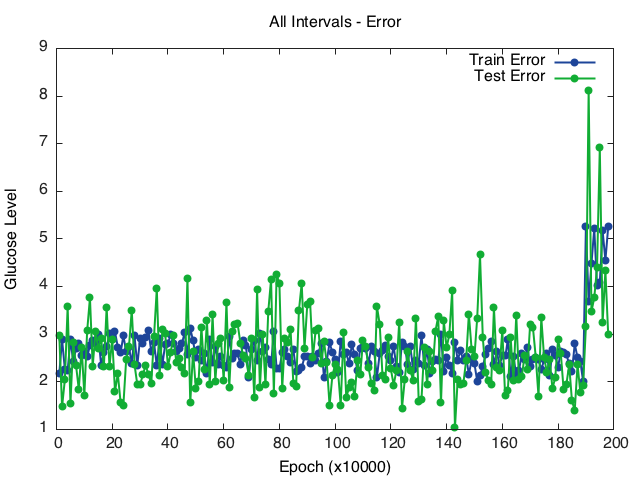 All Intervals - Error
Train Error
Test Error
Glucose Level
9
8
7
6
5
4
3
2
1
0 20 40 60 80 100 120 140 160 180 200
Epoch (x10000)